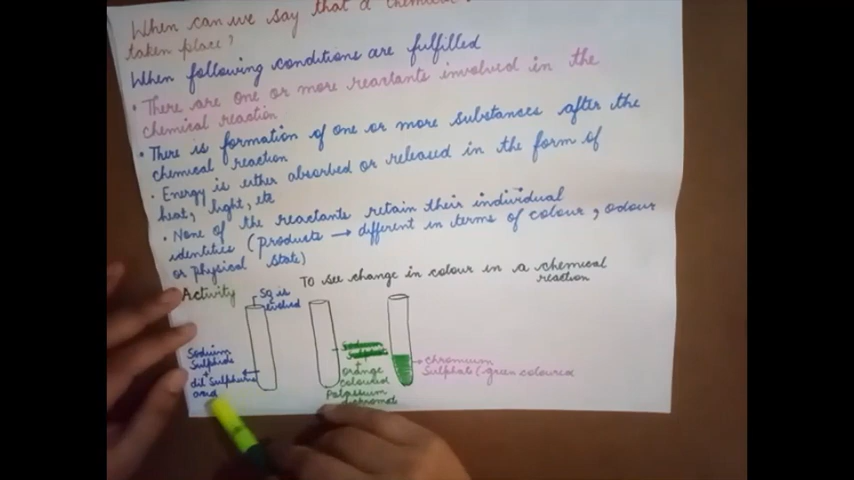 When can we say that a chemical
taken place?
When following conditions are fulfilled
• There are one or more reactants involved in the
chemical reaction
• There is formation of one or more substances after the
chemical reaction
• Energy is either absorbed or released in the form of
heat, light, etc
• None of the reactants retain their individual
identities (Products → different in terms of colour, odour
or physical state)
To see change in colour in a chemical
reaction
Activity
is
evolved
Sodium
Sulphide
+
dil Sulphuric
acid
+
orange
coloured
Potassium
chromium
Sulphate (green coloured